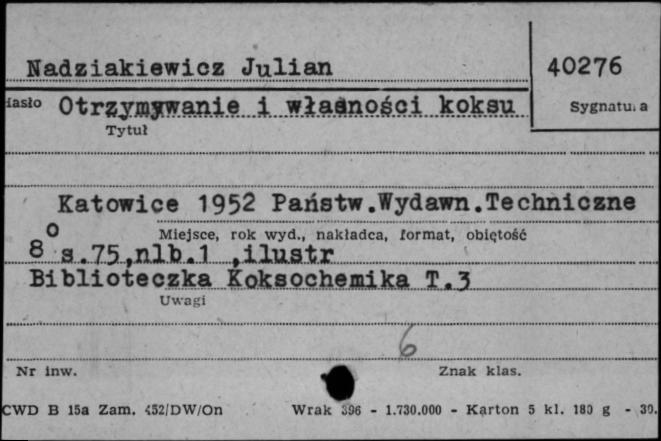 Nadziakiewicz Julian
40276
Hasło Otrzymywanie i własności koksu
Sygnatura
Tytuł
Katowice 1952 Państw.Wydawn.Techniczne
Miejsce, rok wyd., nakładca, format, objętość
8° s.75,nlb.1 ,ilustr
Biblioteczka Koksochemika T.3
Uwagi
6
Nr inw.
Znak klas.
CWD B 15a Zam. 452/DW/On Wrak 396 - 1.730.000 - Karton 5 kl. 180 g - 30.